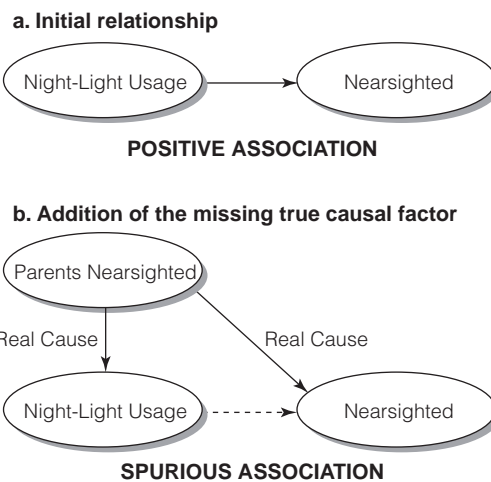 a. Initial relationship
Night-Light Usage
Nearsighted
POSITIVE ASSOCIATION
b. Addition of the missing true causal factor
Parents Nearsighted
Real Cause
Real Cause
Night-Light Usage
Nearsighted
SPURIOUS ASSOCIATION